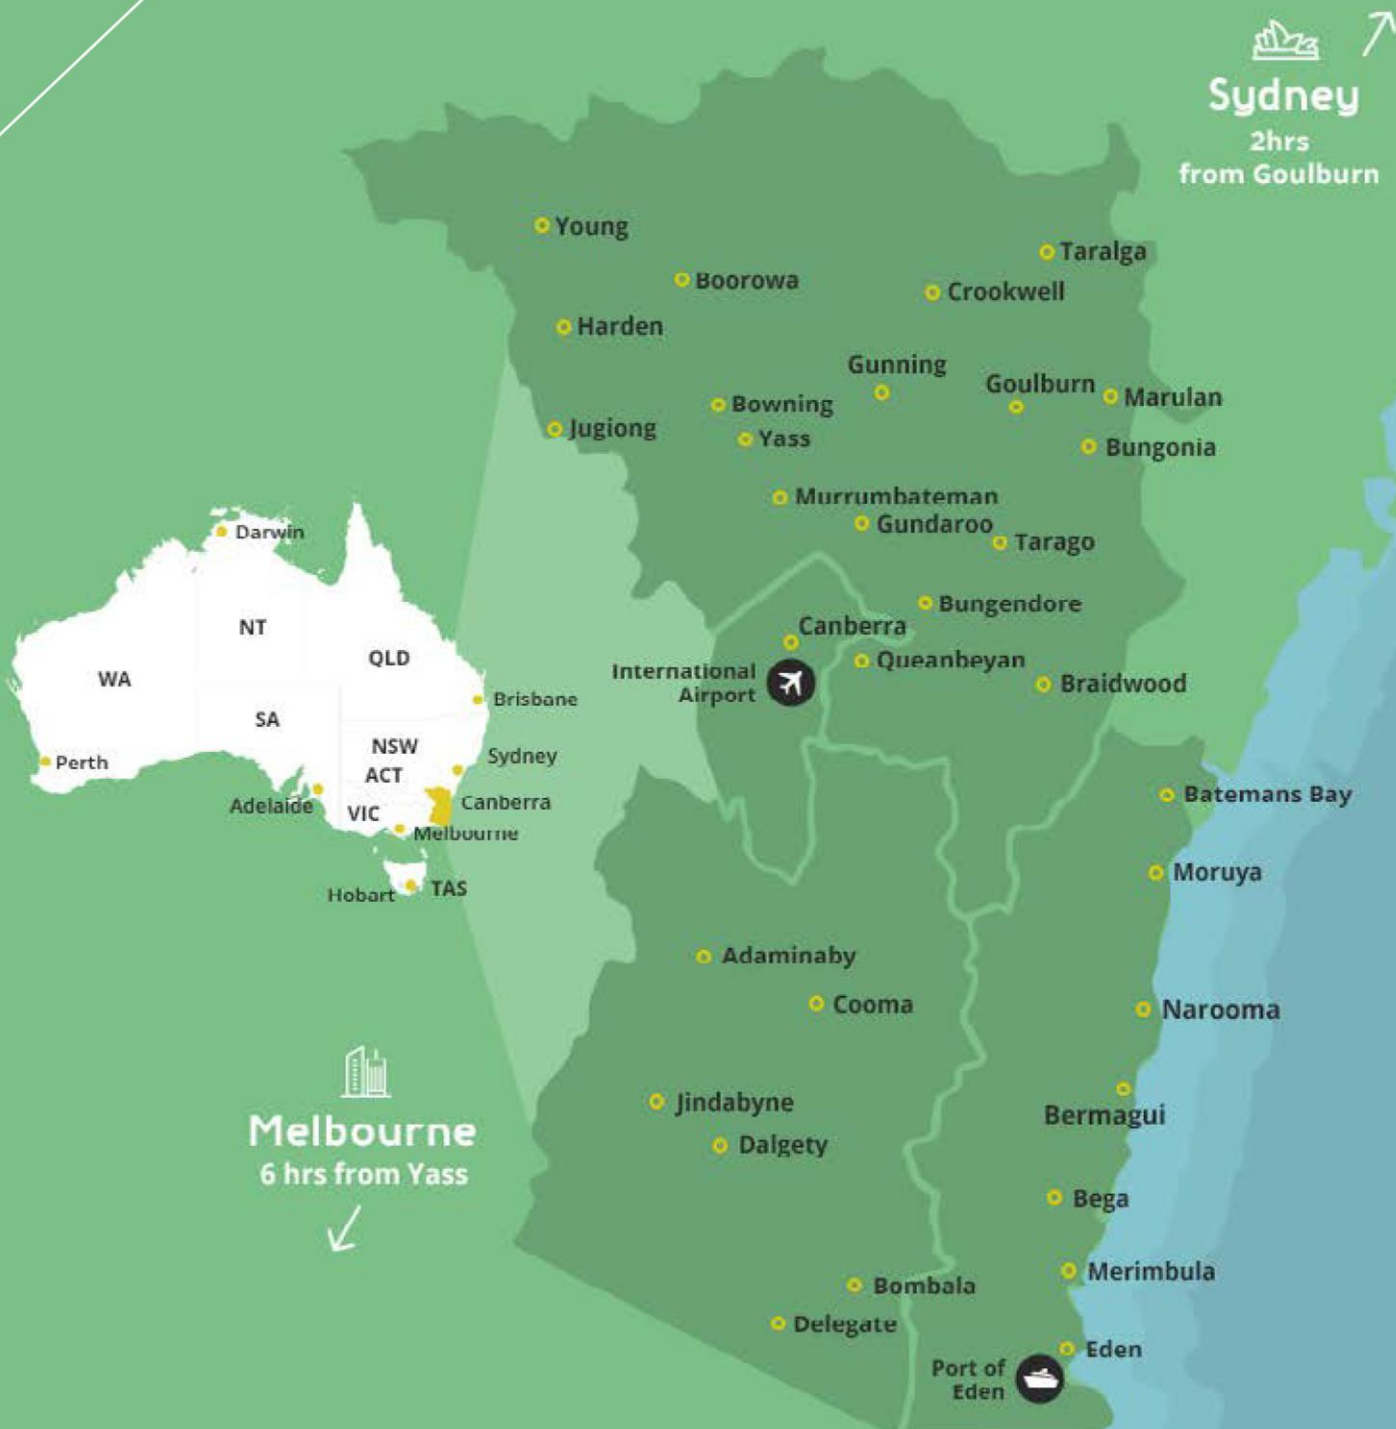 Sydney
2hrs
from Goulburn
Young
Taralga
Boorowa
Crookwell
Harden
Gunning
Goulburn
Marulan
Bowning
Jugiong
Yass
Bungonia
Murrumbateman
Gundaroo
Tarago
Bungendore
Canberra
Queanbeyan
International
Airport
Braidwood
Darwin
NT
QLD
WA
Brisbane
SA
NSW
Sydney
Perth
ACT
Canberra
Adelaide
VIC
Melbourne
Hobart
TAS
Batemans Bay
Moruya
Adaminaby
Cooma
Narooma
Jindabyne
Bermagui
Dalgety
Melbourne
6 hrs from Yass
Bega
Merimbula
Bombala
Delegate
Eden
Port of
Eden